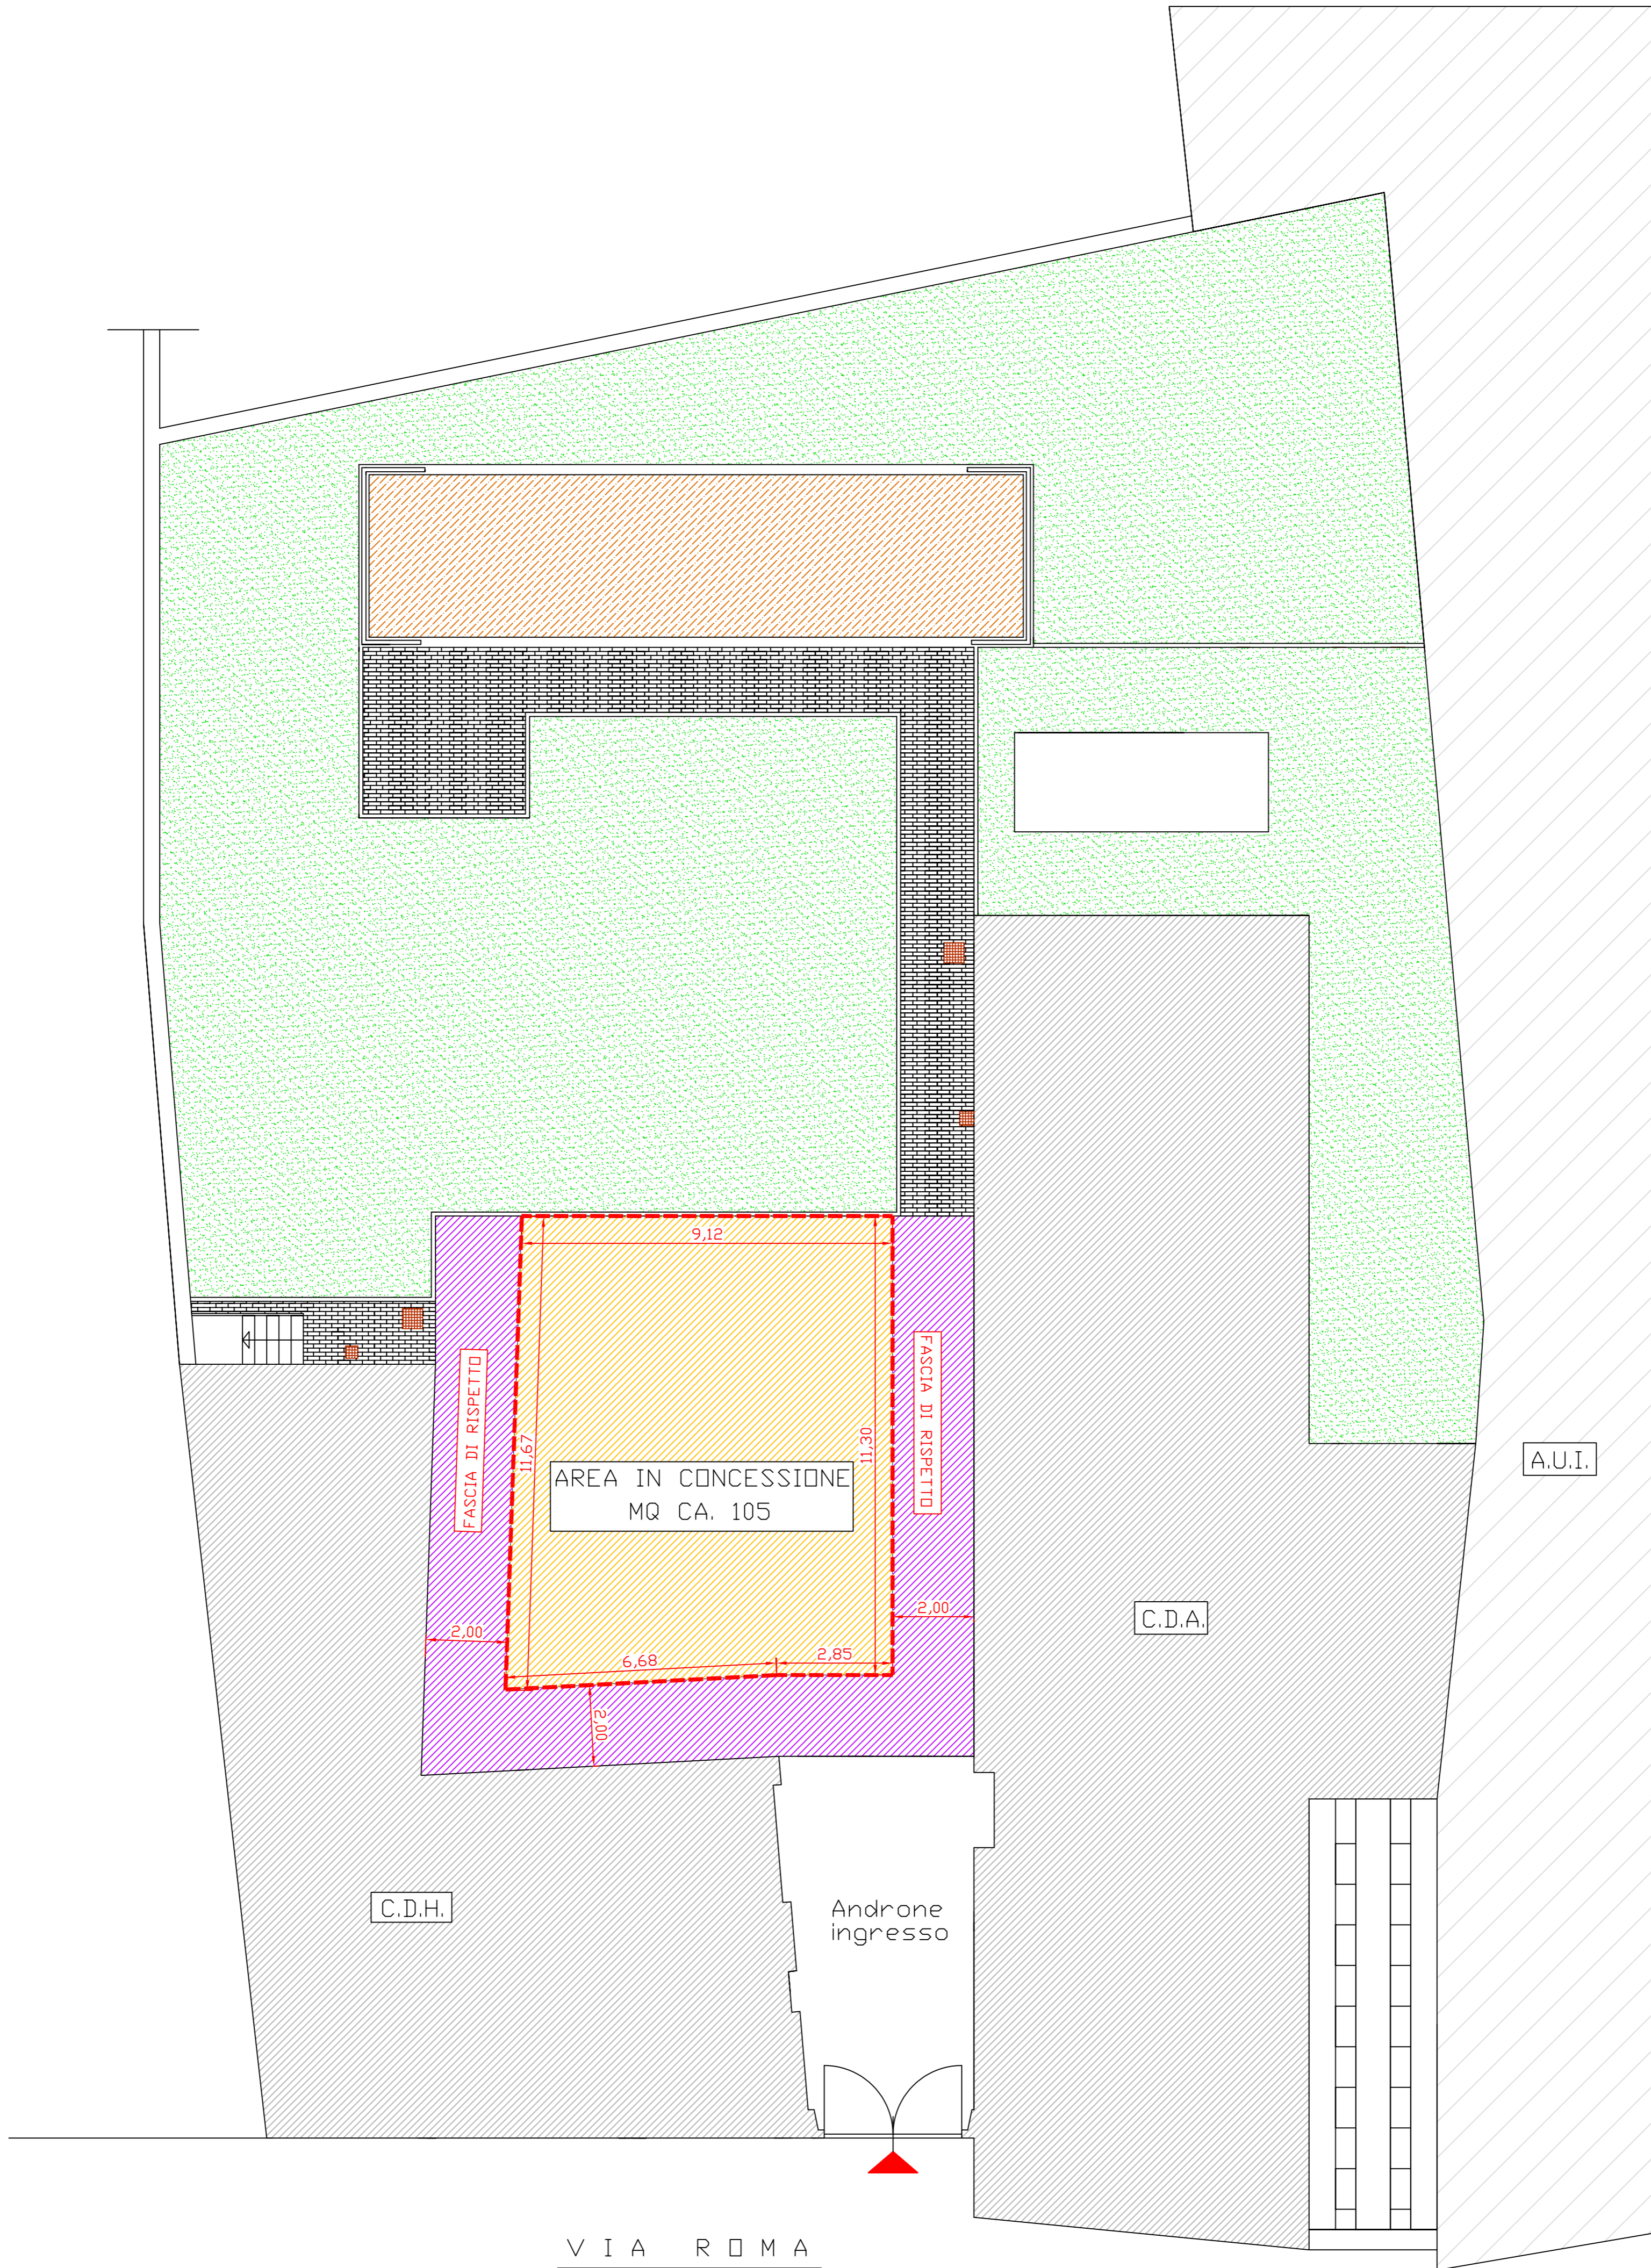 9,12
FASCIA DI RISPETTO
11,67
11,30
FASCIA DI RISPETTO
AREA IN CONCESSIONE
MQ CA. 105
A.U.I.
2,00
2,00
C.D.A.
6,68
2,85
2,00
C.D.H.
Androne
ingresso
VIA ROMA